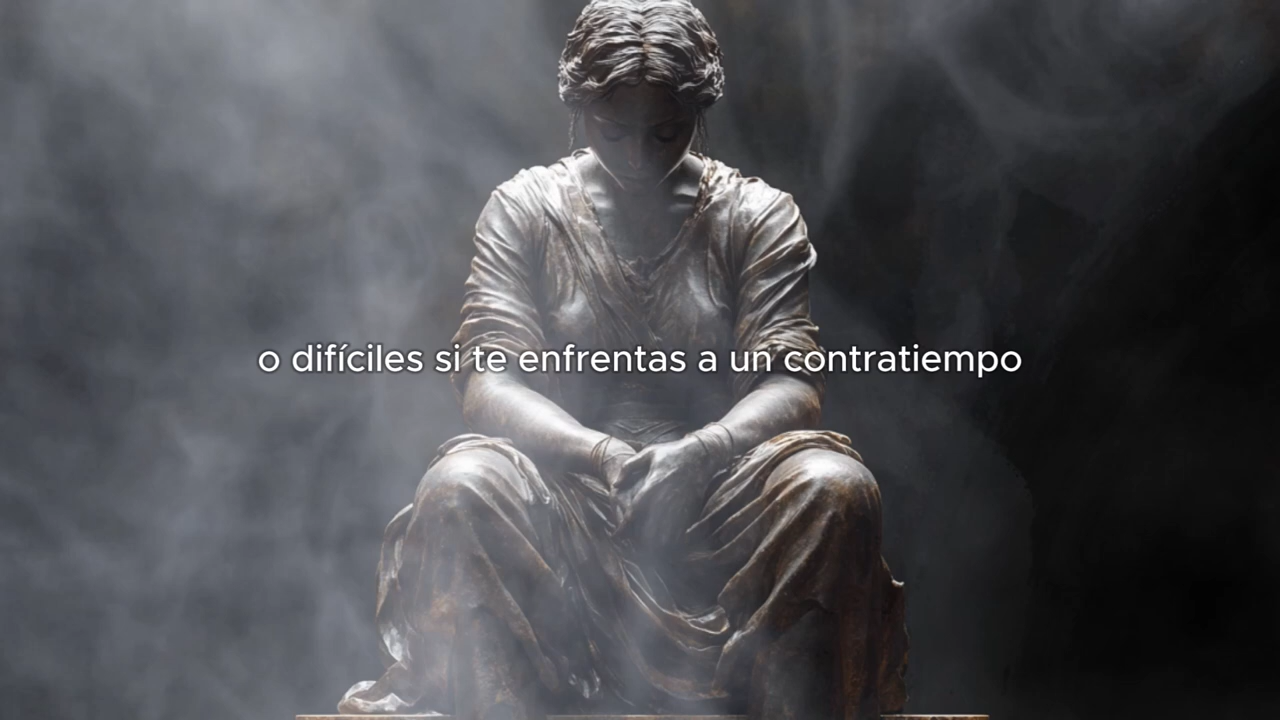 o difíciles si te enfrentas a un contratiempo